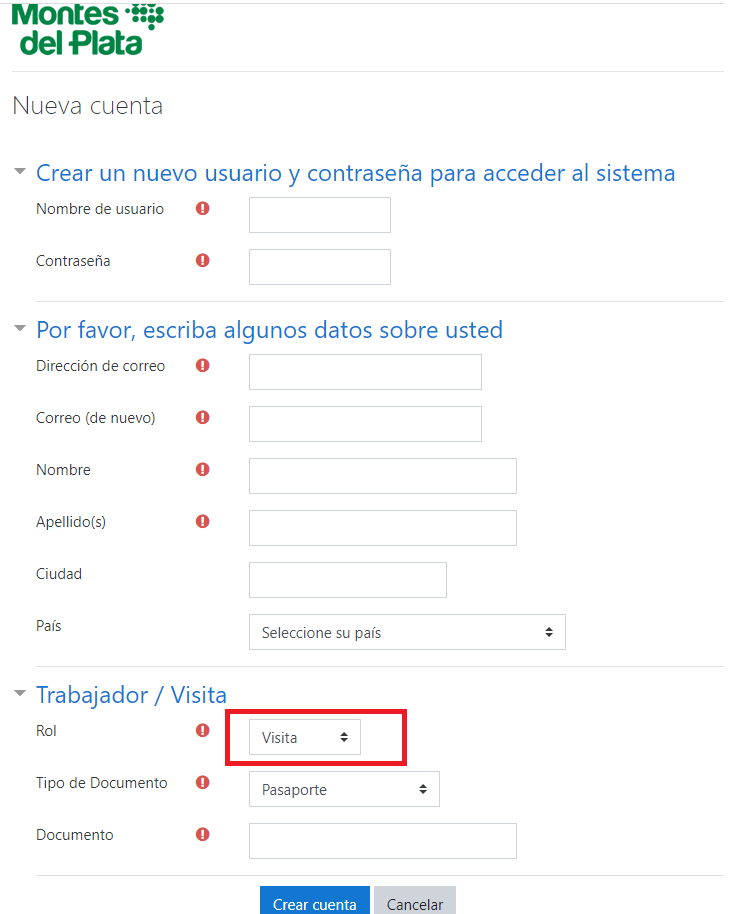 Montes
del Plata
Nueva cuenta
Crear un nuevo usuario y contraseña para acceder al sistema
Nombre de usuario
Contraseña
Por favor, escriba algunos datos sobre usted
Dirección de correo
Correo (de nuevo)
Nombre
Apellido(s)
Ciudad
País Seleccione su país
Trabajador / Visita
Rol Visita
Tipo de Documento Pasaporte
Documento
Crear cuenta Cancelar